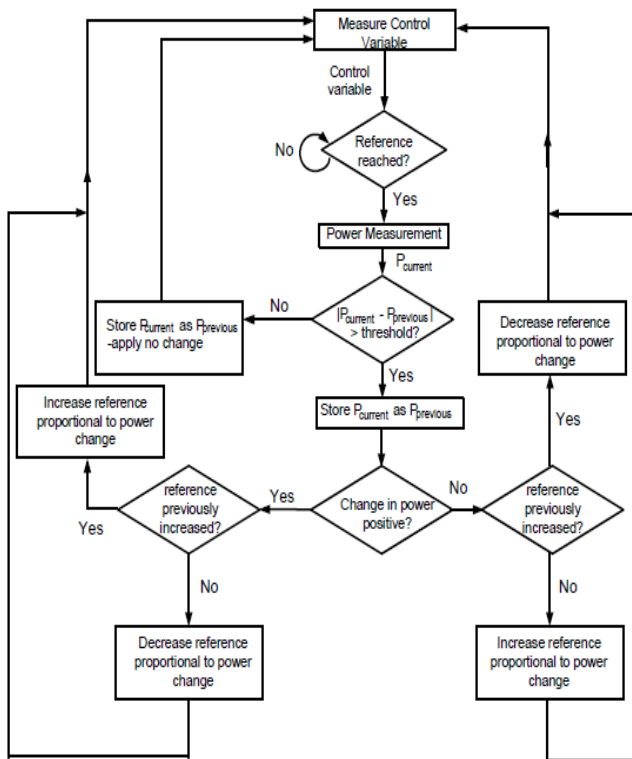 Measure Control
Variable
Control
variable
No
Reference
reached?
Yes
Power Measurement
Pcurrent
No
|Pcurrent - Pprevious|
> threshold?
Store Pcurrent as Pprevious
-apply no change
Decrease reference
proportional to power
change
Yes
Store Pcurrent as Pprevious
Increase reference
proportional to power
change
Yes
Yes
reference
previously
increased?
Yes
Change in power
positive?
No
reference
previously
increased?
No
No
Decrease reference
proportional to power
change
Increase reference
proportional to power
change